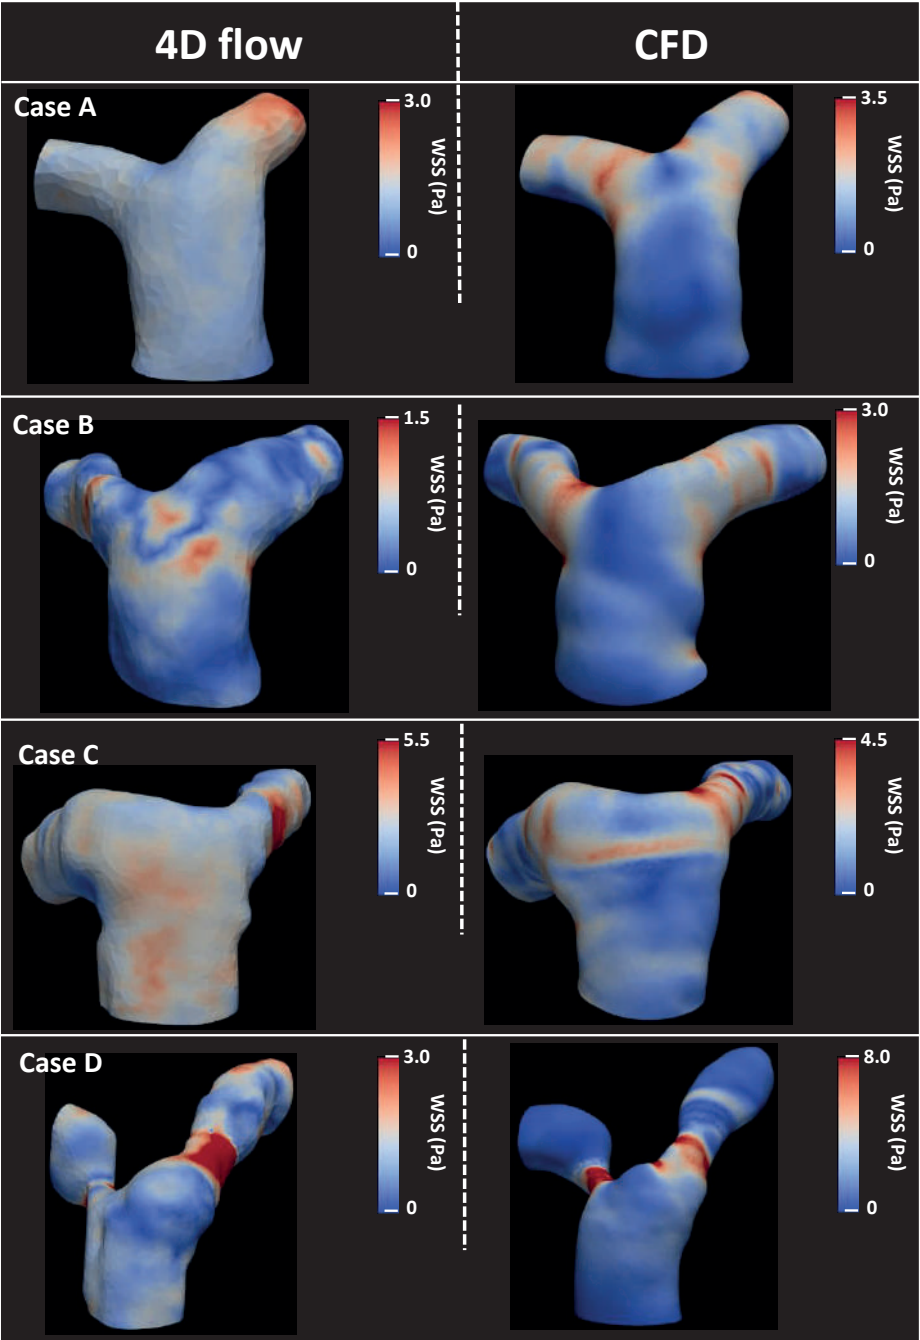 4D flow
CFD
Case A
3.0
WSS (Pa)
0
3.5
WSS (Pa)
0
Case B
1.5
WSS (Pa)
0
3.0
WSS (Pa)
0
Case C
5.5
WSS (Pa)
0
4.5
WSS (Pa)
0
Case D
3.0
WSS (Pa)
0
8.0
WSS (Pa)
0